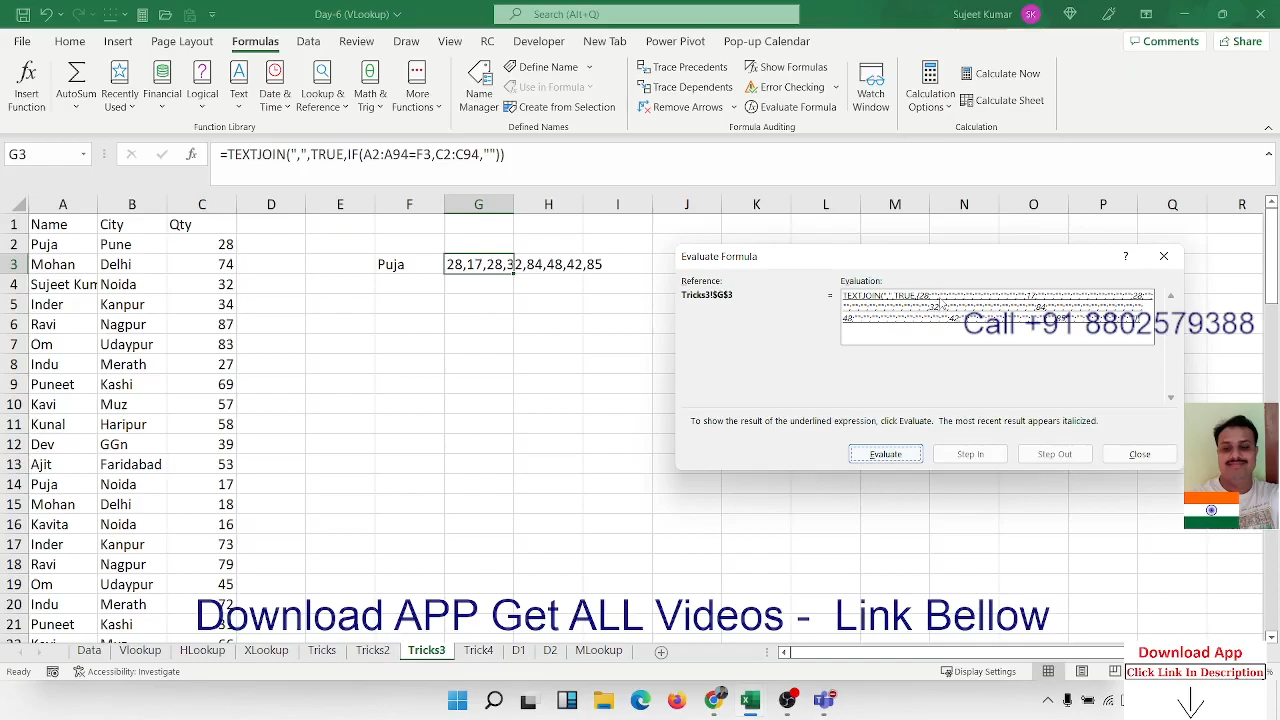 Day-6 (VLookup)
Search (Alt+Q)
Sujeet Kumar
SK
File Home Insert Page Layout Formulas Data Review View Draw RC Developer New Tab Power Pivot Pop-up Calendar
Comments
Share
Insert Function
AutoSum
Recently Used
Financial
Logical
Text
Date & Time
Lookup & Reference
Math & Trig
More Functions
Function Library
Name Manager
Define Name
Use in Formula
Create from Selection
Defined Names
Trace Precedents
Trace Dependents
Remove Arrows
Show Formulas
Error Checking
Evaluate Formula
Formula Auditing
Watch Window
Calculation Options
Calculate Now
Calculate Sheet
Calculation
G3
fx
=TEXTJOIN(",",TRUE,IF(A2:A94=F3,C2:C94,""))
A B C D E F G H I J K L M N O P Q R
1 Name City Qty
2 Puja Pune 28
3 Mohan Delhi 74 Puja 28,17,28,32,84,48,42,85
4 Sujeet Kum Noida 32
5 Inder Kanpur 34
6 Ravi Nagpur 87
7 Om Udaypur 83
8 Indu Merath 27
9 Puneet Kashi 69
10 Kavi Muz 57
11 Kunal Haripur 58
12 Dev GGn 39
13 Ajit Faridabad 53
14 Puja Noida 17
15 Mohan Delhi 18
16 Kavita Noida 16
17 Inder Kanpur 73
18 Ravi Nagpur 79
19 Om Udaypur 45
20 Indu Merath 72
21 Puneet Kashi
Evaluate Formula
?
Reference:
Evaluation:
Tricks3!$G$3
=
To show the result of the underlined expression, click Evaluate. The most recent result appears italicized.
Evaluate
Step In
Step Out
Close
Call +91 8802579388
Download APP Get ALL Videos - Link Bellow
Data Vlookup HLookup XLookup Tricks Tricks2 Tricks3 Trick4 D1 D2 MLookup
Download App
Click Link In Description
Ready
Accessibility: Investigate
Display Settings